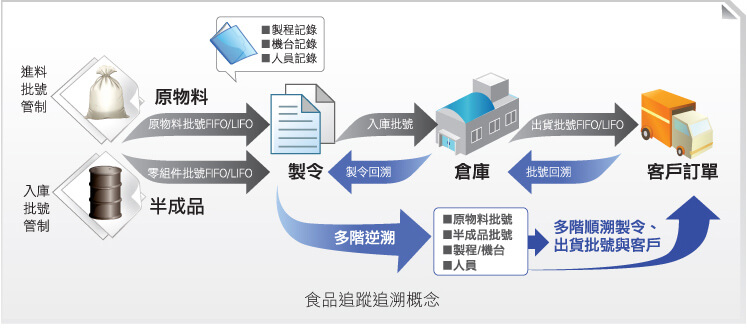 ■製程記錄
■機台記錄
■人員記錄
進料
批號
管制
原物料
原物料批號FIFO/LIFO
入庫批號
出貨批號FIFO/LIFO
零組件批號FIFO/LIFO
製令
製令回溯
倉庫
批號回溯
客戶訂單
入庫
批號
管制
半成品
多階逆溯
■原物料批號
■半成品批號
■製程/機台
■人員
多階順溯製令、
出貨批號與客戶
食品追蹤追溯概念